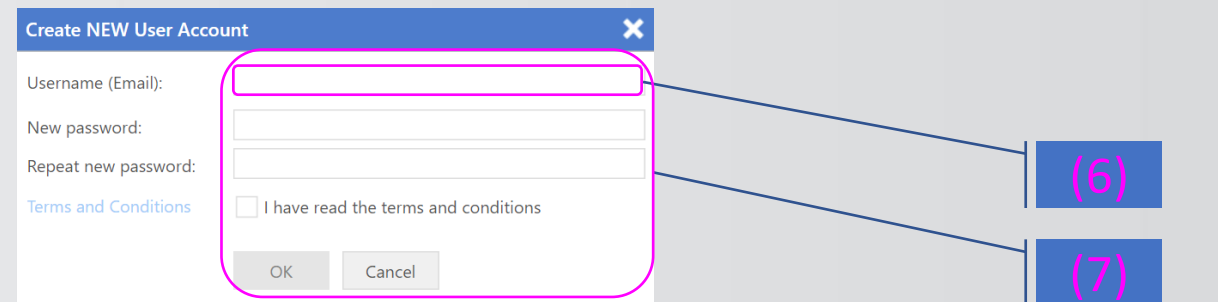 Create NEW User Account
Username (Email):
New password:
Repeat new password:
Terms and Conditions
I have read the terms and conditions
OK
Cancel
(6)
(7)